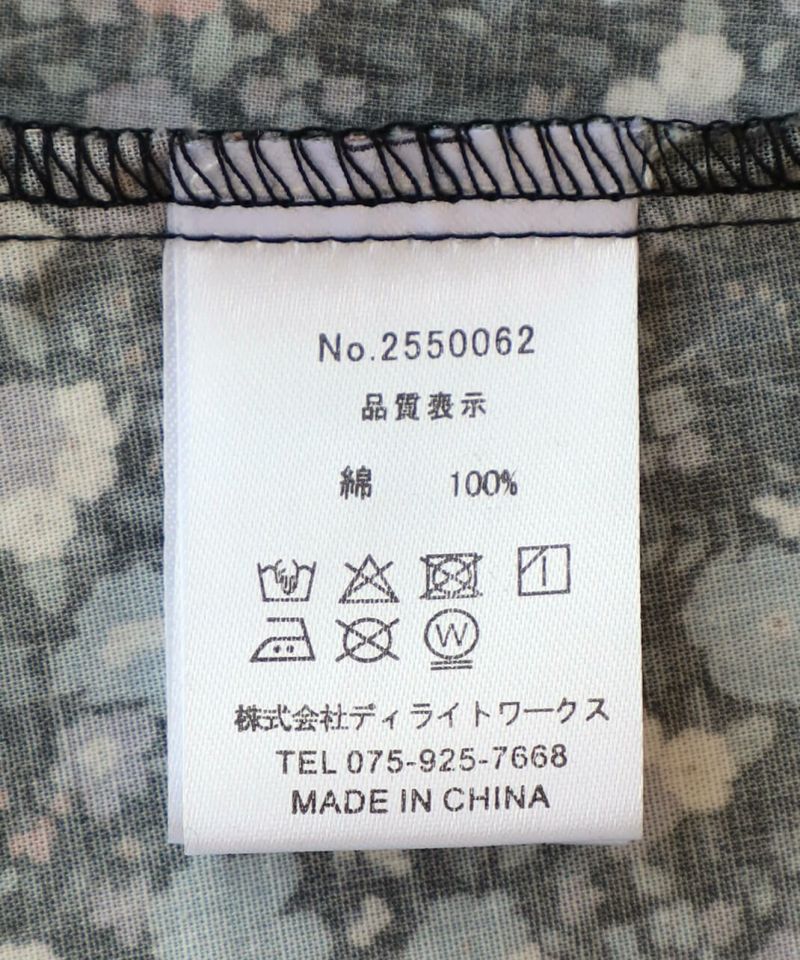 No.2550062
品質表示
綿 100%
W
株式会社ディライトワークス
TEL 075-925-7668
MADE IN CHINA